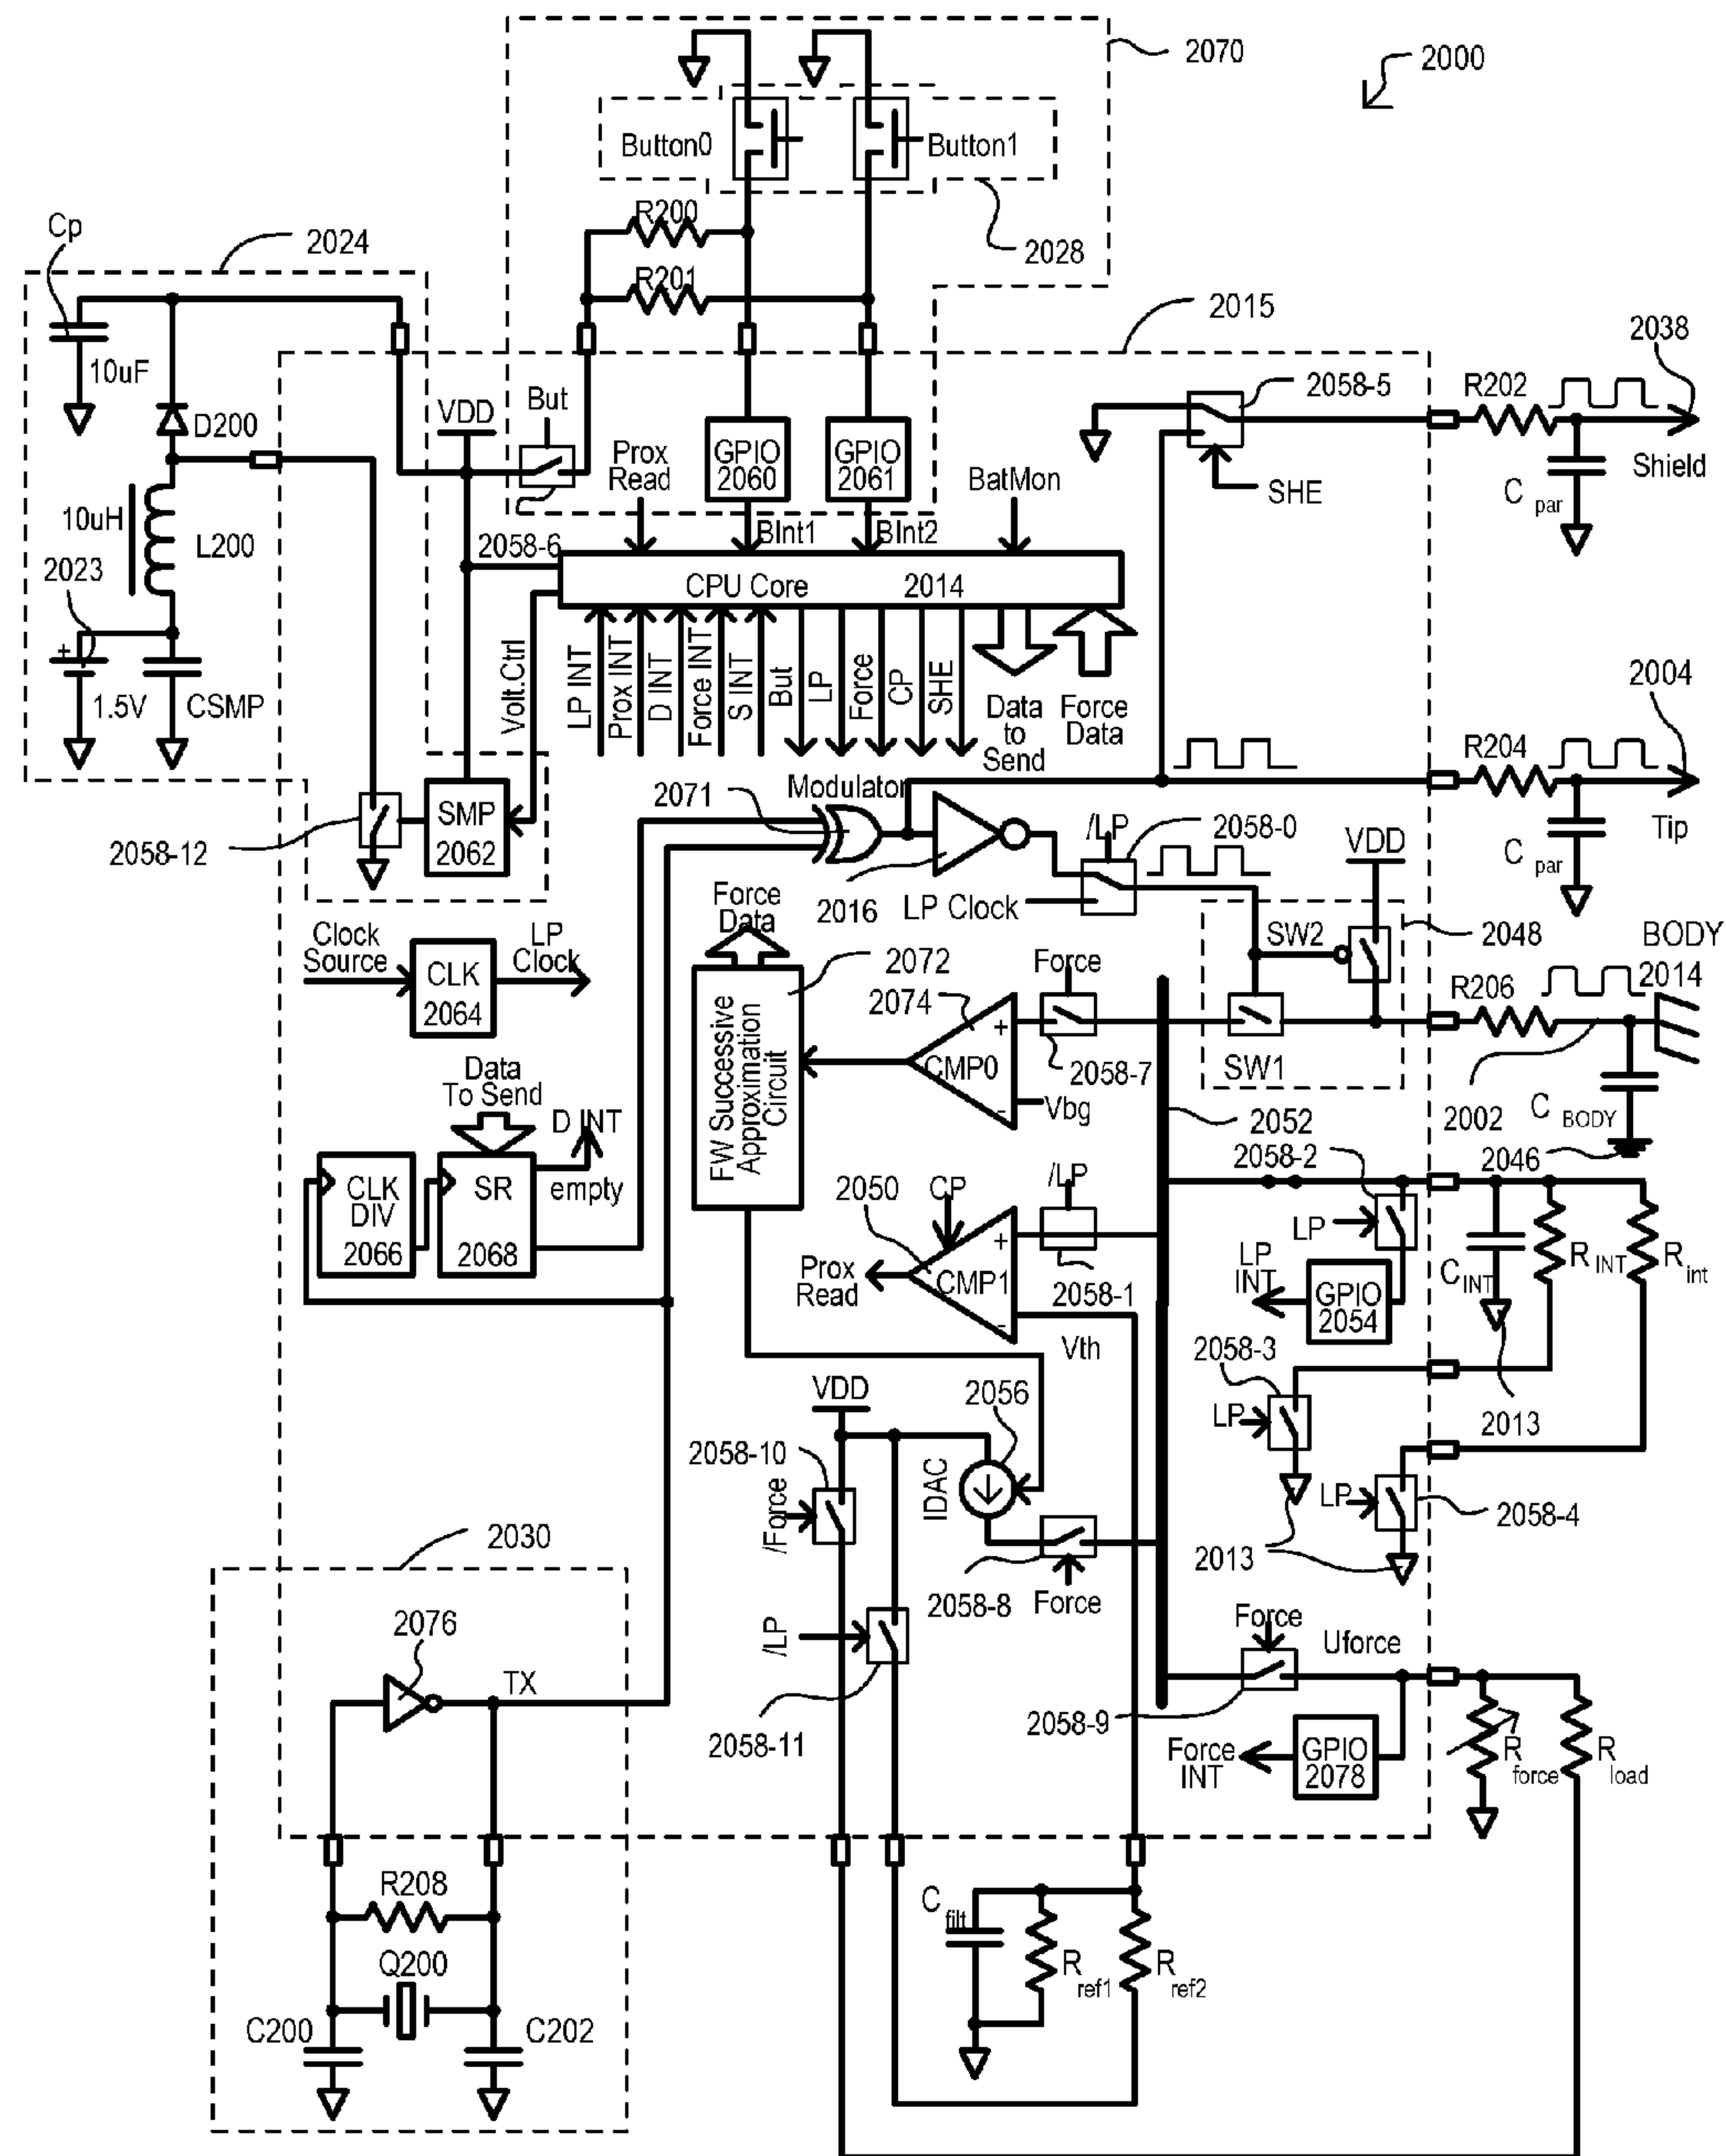 2070
2000
Button0
Button1
R200
2028
R201
Cp
2024
10uF
D200
10uH
L200
2023
+
1.5V
CSMP
2015
VDD
But
Prox
Read
GPIO
2060
GPIO
2061
BatMon
BInt1
BInt2
2058-6
CPU Core 2014
2058-5
SHE
R202
2038
C par
Shield
Volt.Ctrl
LP INT
Prox INT
D INT
Force INT
S INT
But
LP
Force
CP
SHE
Data
to
Send
Force
Data
R204
2004
C par
Tip
2058-12
SMP
2062
2071
Modulator
2016
/LP
2058-0
LP Clock
VDD
SW2
2048
SW1
BODY
2014
R206
2002
C BODY
Clock
Source
CLK
2064
LP
Clock
Force
Data
2072
FW Successive
Approximation
Circuit
2074
CMP0
+
-
Vbg
Force
2058-7
2052
Data
To Send
D INT
empty
CLK
DIV
2066
SR
2068
2050
CP
/LP
CMP1
+
-
Prox
Read
2058-1
Vth
2058-2
LP
LP
INT
GPIO
2054
2046
C INT
R INT
R int
2058-3
LP
2013
2058-4
LP
2013
VDD
2056
IDAC
2058-10
/Force
2058-8
Force
/LP
2058-11
Force
Uforce
2058-9
Force
INT
GPIO
2078
R force
R load
2030
2076
TX
R208
Q200
C200
C202
C filt
R ref1
R ref2